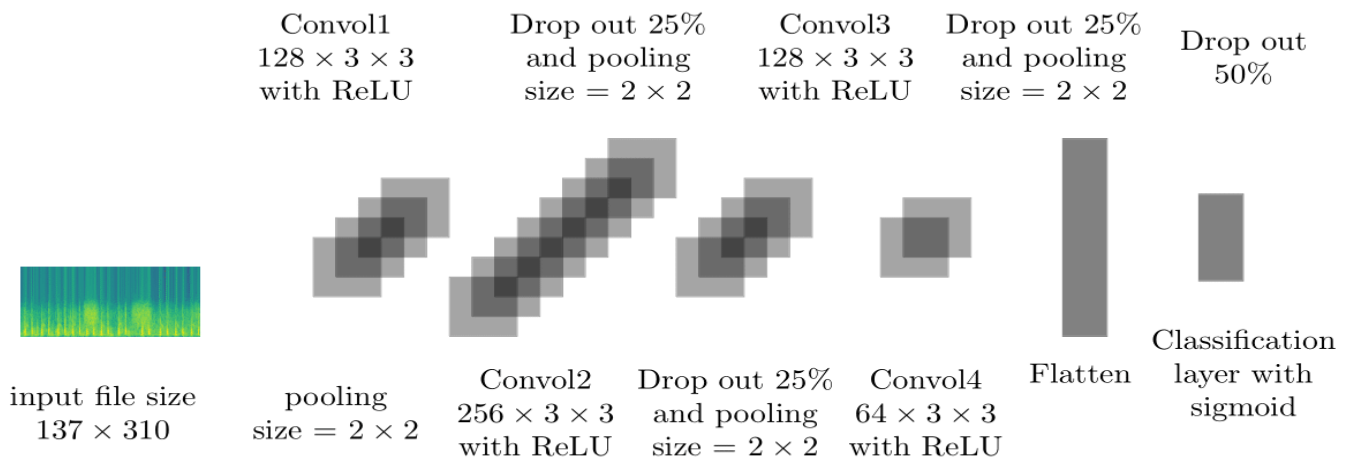 Convol1
128 × 3 × 3
with ReLU
Drop out 25%
and pooling
size = 2 × 2
Convol3
128 × 3 × 3
with ReLU
Drop out 25%
and pooling
size = 2 × 2
Drop out
50%
input file size
137 × 310
pooling
size = 2 × 2
Convol2
256 × 3 × 3
with ReLU
Drop out 25%
and pooling
size = 2 × 2
Convol4
64 × 3 × 3
with ReLU
Flatten
Classification
layer with
sigmoid